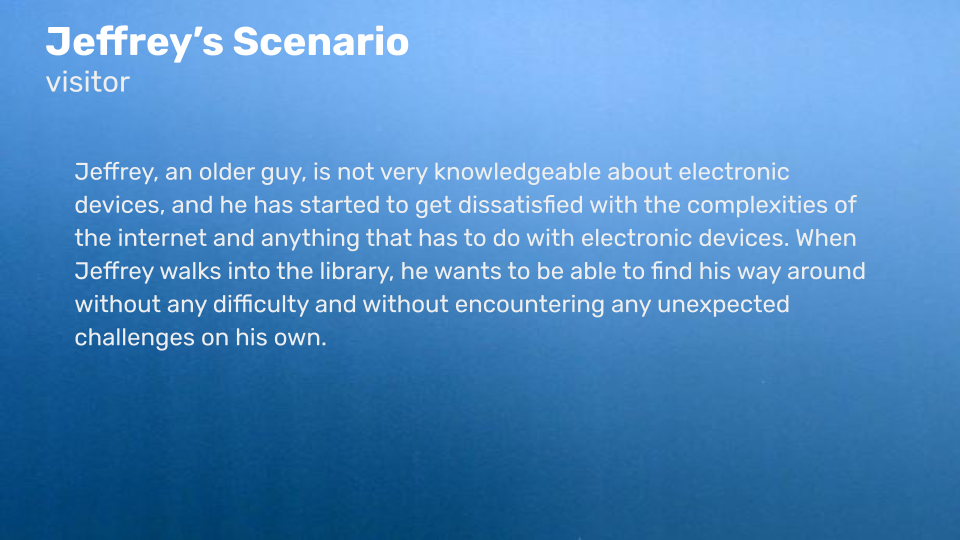 Jeffrey’s Scenario
visitor
Jeffrey, an older guy, is not very knowledgeable about electronic
devices, and he has started to get dissatisfied with the complexities of
the internet and anything that has to do with electronic devices. When
Jeffrey walks into the library, he wants to be able to find his way around
without any difficulty and without encountering any unexpected
challenges on his own.